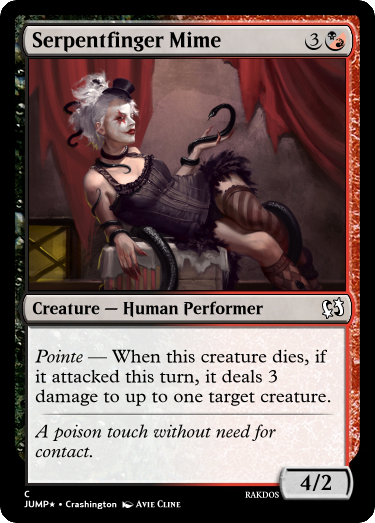 Serpentfinger Mime 3
Creature — Human Performer
Pointe — When this creature dies, if
it attacked this turn, it deals 3
damage to up to one target creature.
A poison touch without need for
contact.
4/2
C
RAKDOS
JUMP★ • Crashington Avie Cline